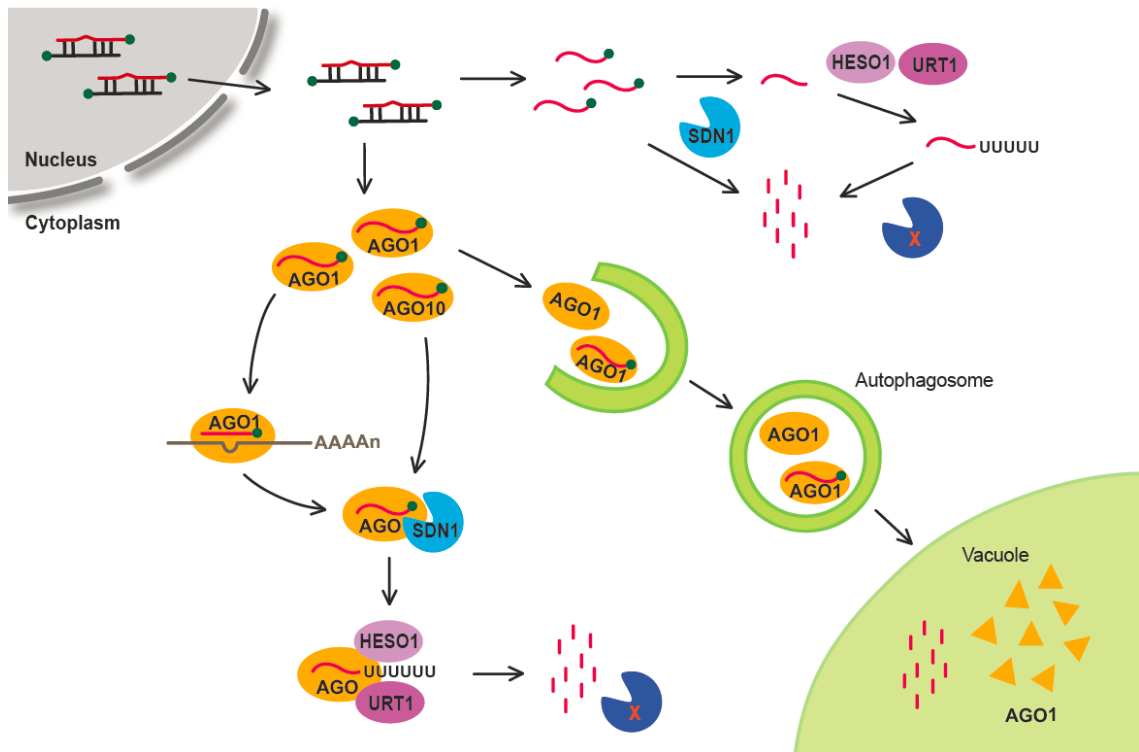 HESO1
URT1
SDN1
Nucleus
UUUUU
Cytoplasm
X
AGO1
AGO1
AGO10
AGO1
AGO1
Autophagosome
AGO1
AAAAn
AGO1
AGO1
AGO
SDN1
Vacuole
HESO1
UUUUUU
AGO
URT1
X
AGO1